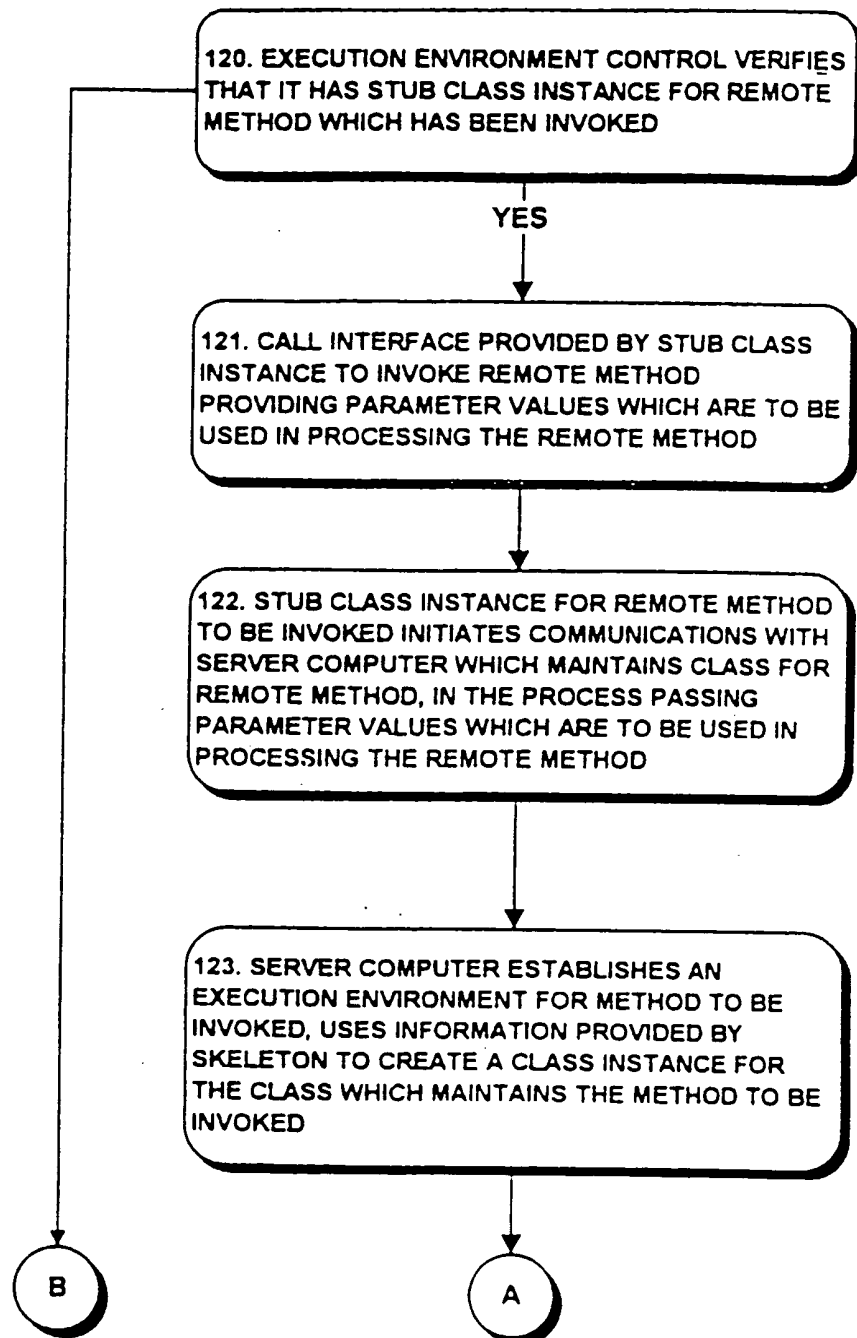 120. EXECUTION ENVIRONMENT CONTROL VERIFIES
THAT IT HAS STUB CLASS INSTANCE FOR REMOTE
METHOD WHICH HAS BEEN INVOKED
YES
121. CALL INTERFACE PROVIDED BY STUB CLASS
INSTANCE TO INVOKE REMOTE METHOD
PROVIDING PARAMETER VALUES WHICH ARE TO BE
USED IN PROCESSING THE REMOTE METHOD
122. STUB CLASS INSTANCE FOR REMOTE METHOD
TO BE INVOKED INITIATES COMMUNICATIONS WITH
SERVER COMPUTER WHICH MAINTAINS CLASS FOR
REMOTE METHOD, IN THE PROCESS PASSING
PARAMETER VALUES WHICH ARE TO BE USED IN
PROCESSING THE REMOTE METHOD
123. SERVER COMPUTER ESTABLISHES AN
EXECUTION ENVIRONMENT FOR METHOD TO BE
INVOKED, USES INFORMATION PROVIDED BY
SKELETON TO CREATE A CLASS INSTANCE FOR
THE CLASS WHICH MAINTAINS THE METHOD TO BE
INVOKED
B
A